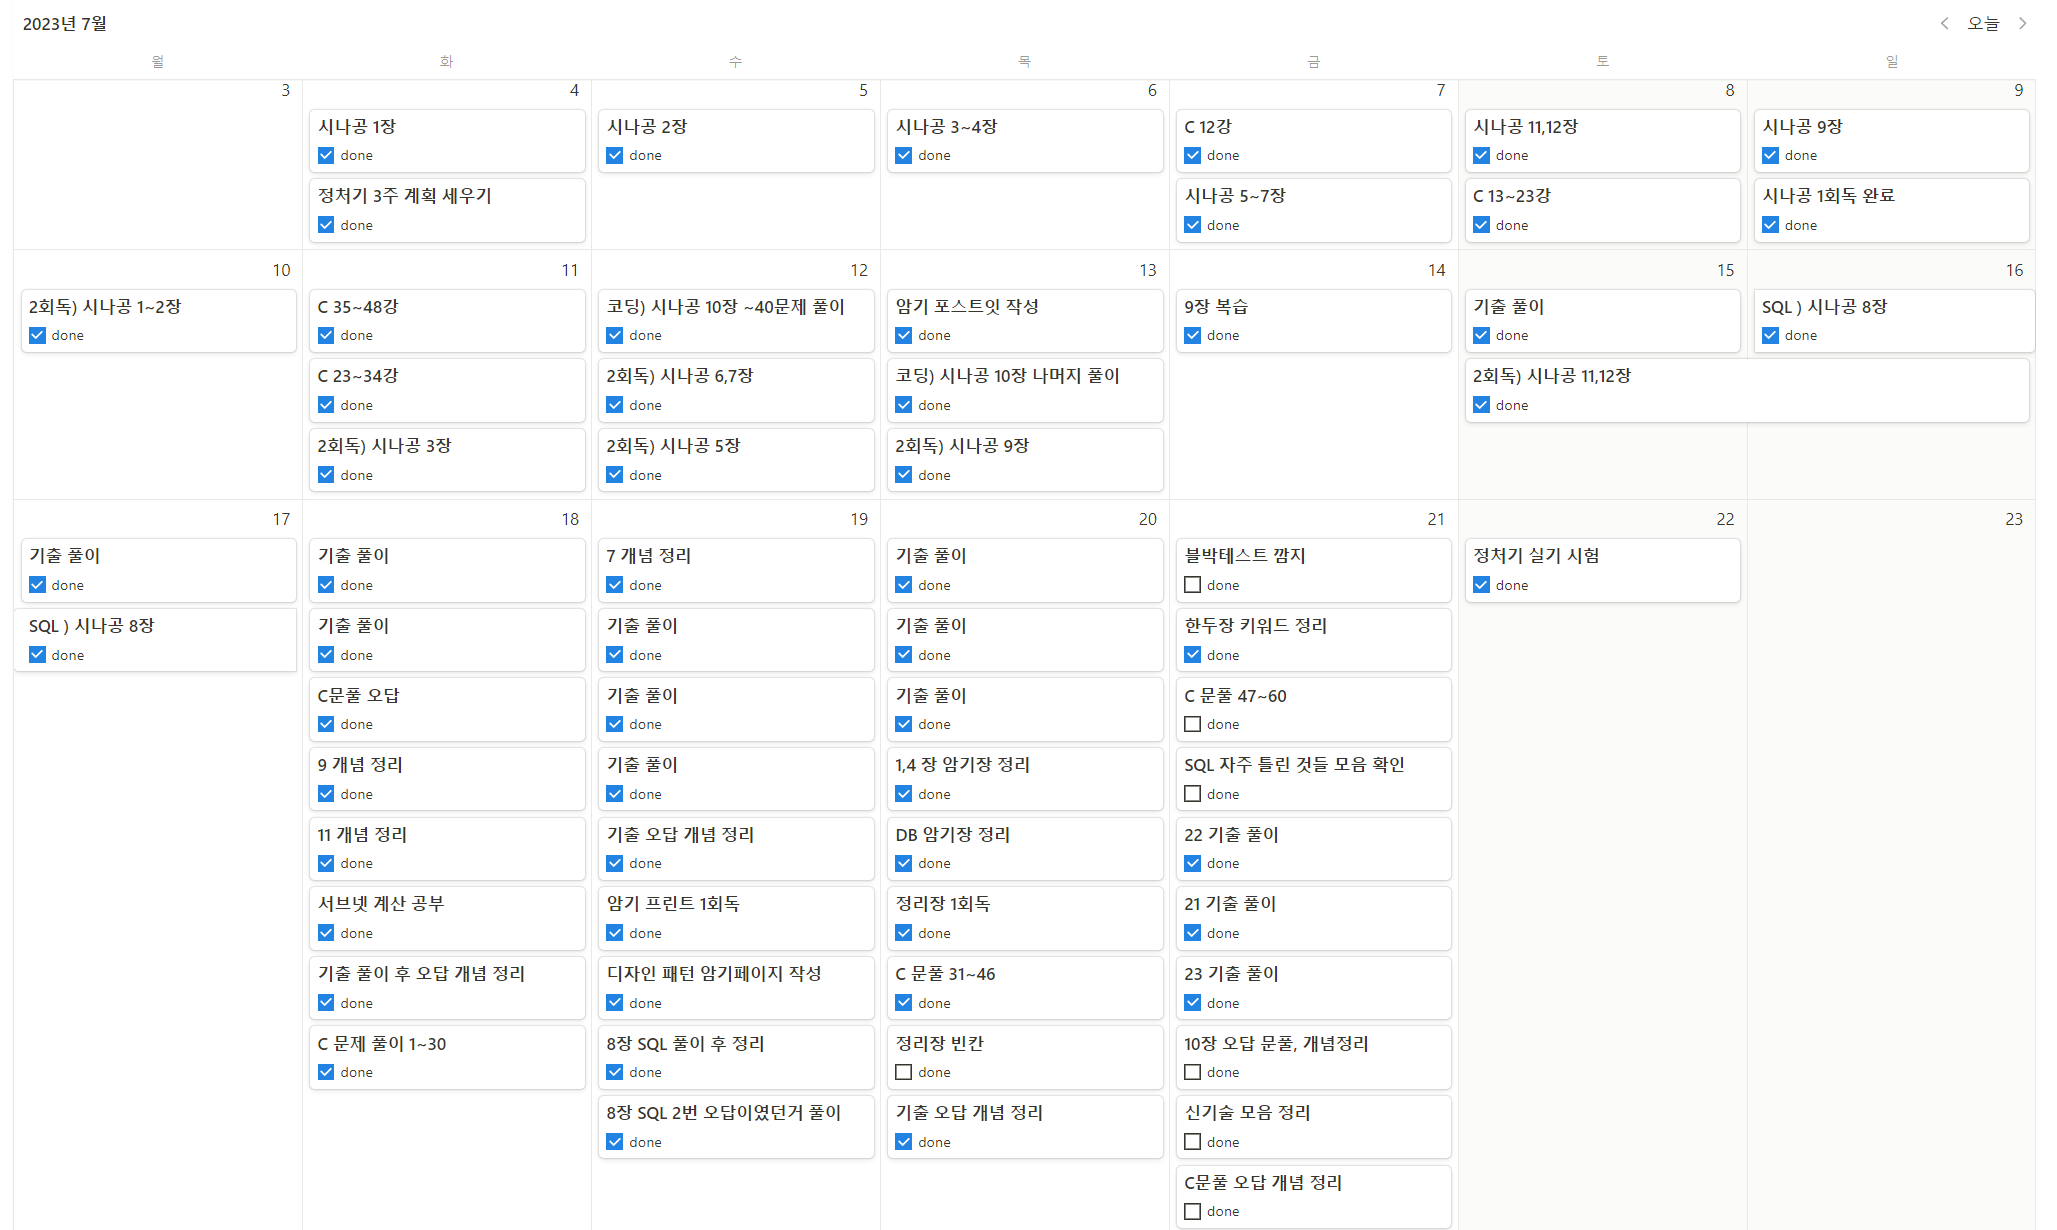 2023년 7월
오늘
월 화 수 목 금 토 일
3
4
시나공 1장
done
정처기 3주 계획 세우기
done
5
시나공 2장
done
6
시나공 3~4장
done
7
C 12강
done
시나공 5~7장
done
8
시나공 11,12장
done
C 13~23강
done
9
시나공 9장
done
시나공 1회독 완료
done
10
2회독) 시나공 1~2장
done
11
C 35~48강
done
C 23~34강
done
2회독) 시나공 3장
done
12
코딩) 시나공 10장 ~40문제 풀이
done
2회독) 시나공 6,7장
done
2회독) 시나공 5장
done
13
암기 포스트잇 작성
done
코딩) 시나공 10장 나머지 풀이
done
2회독) 시나공 9장
done
14
9장 복습
done
15
기출 풀이
done
2회독) 시나공 11,12장
done
16
SQL ) 시나공 8장
done
17
기출 풀이
done
SQL ) 시나공 8장
done
18
기출 풀이
done
기출 풀이
done
C문풀 오답
done
9 개념 정리
done
11 개념 정리
done
서브넷 계산 공부
done
기출 풀이 후 오답 개념 정리
done
C 문제 풀이 1~30
done
19
7 개념 정리
done
기출 풀이
done
기출 풀이
done
기출 풀이
done
기출 오답 개념 정리
done
암기 프린트 1회독
done
디자인 패턴 암기페이지 작성
done
8장 SQL 풀이 후 정리
done
8장 SQL 2번 오답이였던거 풀이
done
20
기출 풀이
done
기출 풀이
done
기출 풀이
done
1,4 장 암기장 정리
done
DB 암기장 정리
done
정리장 1회독
done
C 문풀 31~46
done
정리장 빈칸
done
기출 오답 개념 정리
done
21
블박테스트 깜지
done
한두장 키워드 정리
done
C 문풀 47~60
done
SQL 자주 틀린 것들 모음 확인
done
22 기출 풀이
done
21 기출 풀이
done
23 기출 풀이
done
10장 오답 문풀, 개념정리
done
신기술 모음 정리
done
C문풀 오답 개념 정리
done
22
정처기 실기 시험
done
23